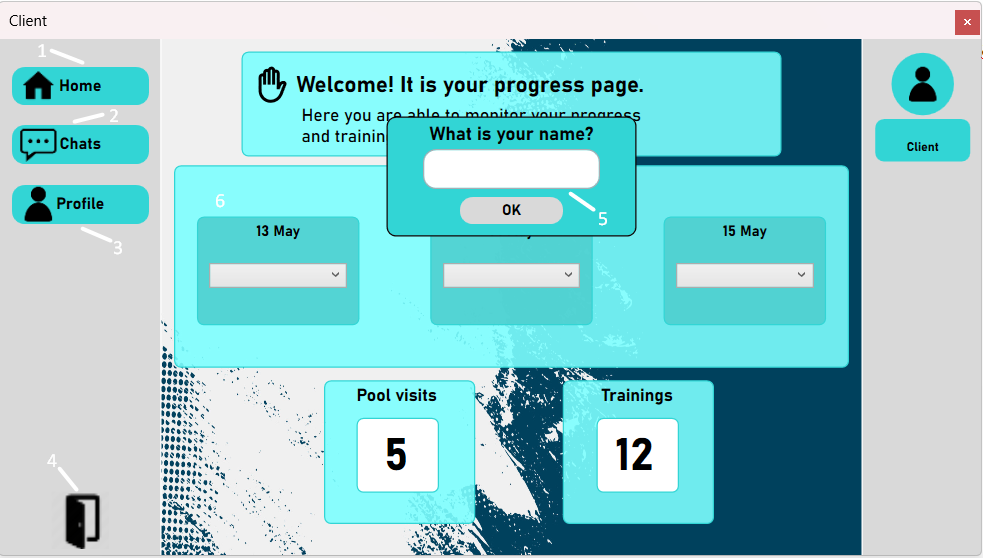 Client
1
Home
2
Chats
Profile
3
4
Welcome! It is your progress page.
Here you are able to monitor your progress
and trainin
What is your name?
OK
5
6
13 May
15 May
Pool visits
5
Trainings
12
Client